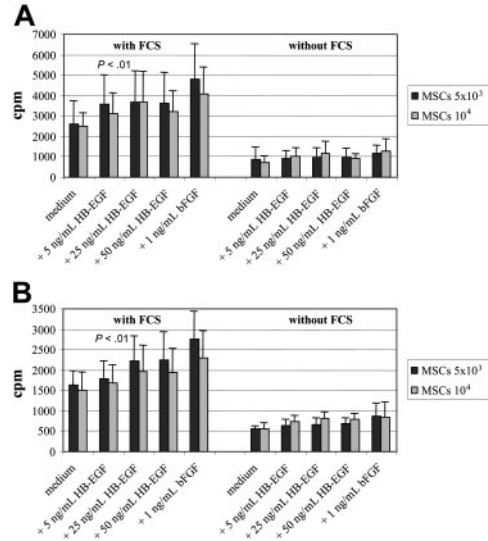 A
with FCS
without FCS
7000
6000
5000
4000
3000
2000
1000
0
cpm
P < .01
MSCs 5x10³
MSCs 10⁴
medium
+ 5 ng/mL HB-EGF
+ 25 ng/mL HB-EGF
+ 50 ng/mL HB-EGF
+ 1 ng/mL bFGF
medium
+ 5 ng/mL HB-EGF
+ 25 ng/mL HB-EGF
+ 50 ng/mL HB-EGF
+ 1 ng/mL bFGF
B
with FCS
without FCS
3500
3000
2500
2000
1500
1000
500
0
cpm
P < .01
MSCs 5x10³
MSCs 10⁴
medium
+ 5 ng/mL HB-EGF
+ 25 ng/mL HB-EGF
+ 50 ng/mL HB-EGF
+ 1 ng/mL bFGF
medium
+ 5 ng/mL HB-EGF
+ 25 ng/mL HB-EGF
+ 50 ng/mL HB-EGF
+ 1 ng/mL bFGF